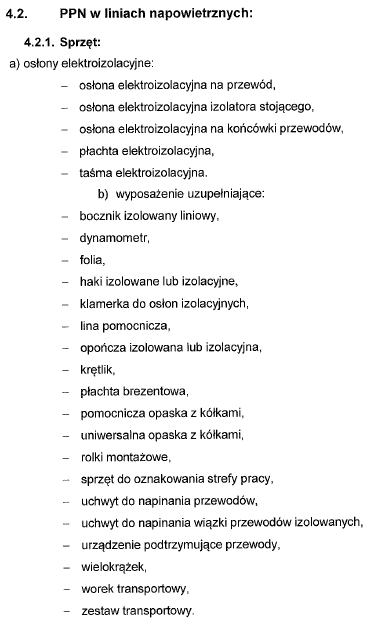 4.2. PPN w liniach napowietrznych:
4.2.1. Sprzęt:
a) osłony elektroizolacyjne:
– osłona elektroizolacyjna na przewód,
– osłona elektroizolacyjna izolatora stojącego,
– osłona elektroizolacyjna na końcówki przewodów,
– płachta elektroizolacyjna,
– taśma elektroizolacyjna.
b) wyposażenie uzupełniające:
– bocznik izolowany liniowy,
– dynamometr,
– folia,
– haki izolowane lub izolacyjne,
– klamerka do osłon izolacyjnych,
– lina pomocnicza,
– opończa izolowana lub izolacyjna,
– krętlik,
– płachta brezentowa,
– pomocnicza opaska z kółkami,
– uniwersalna opaska z kółkami,
– rolki montażowe,
– sprzęt do oznakowania strefy pracy,
– uchwyt do napinania przewodów,
– uchwyt do napinania wiązki przewodów izolowanych,
– urządzenie podtrzymujące przewody,
– wielokrążek,
– worek transportowy,
– zestaw transportowy.